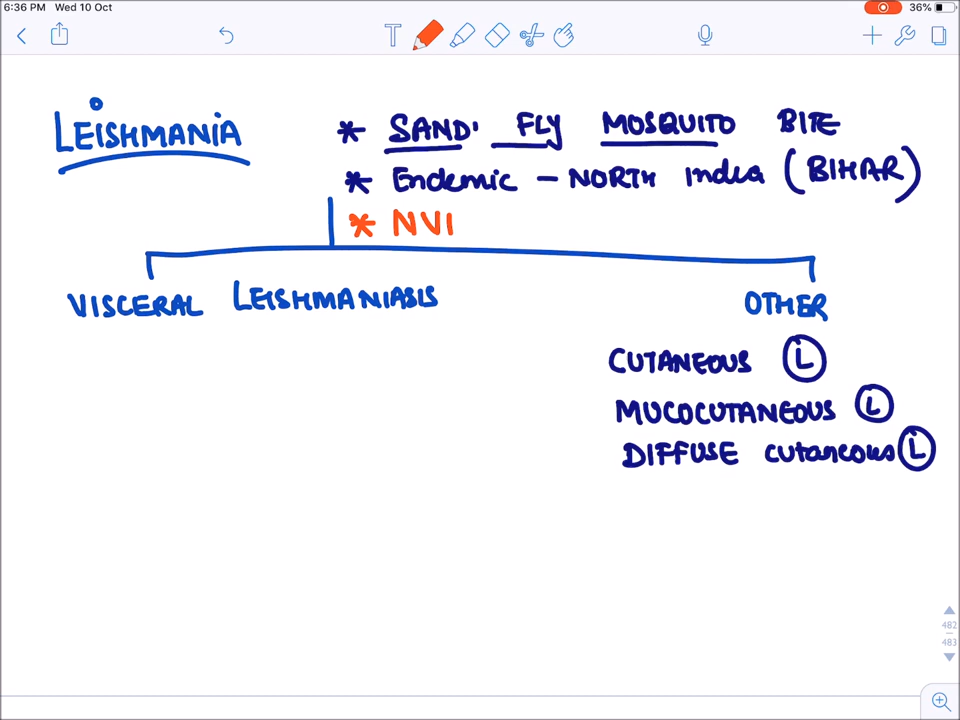 6:36 PM Wed 10 Oct
36%
T
LEISHMANIA
* SAND FLY MOSQUITO BITE
* Endemic - NORTH India (BIHAR)
* NVI
VISCERAL LEISHMANIASIS
OTHER
CUTANEOUS L
MUCOCUTANEOUS L
DIFFUSE cutaneous L
482
483